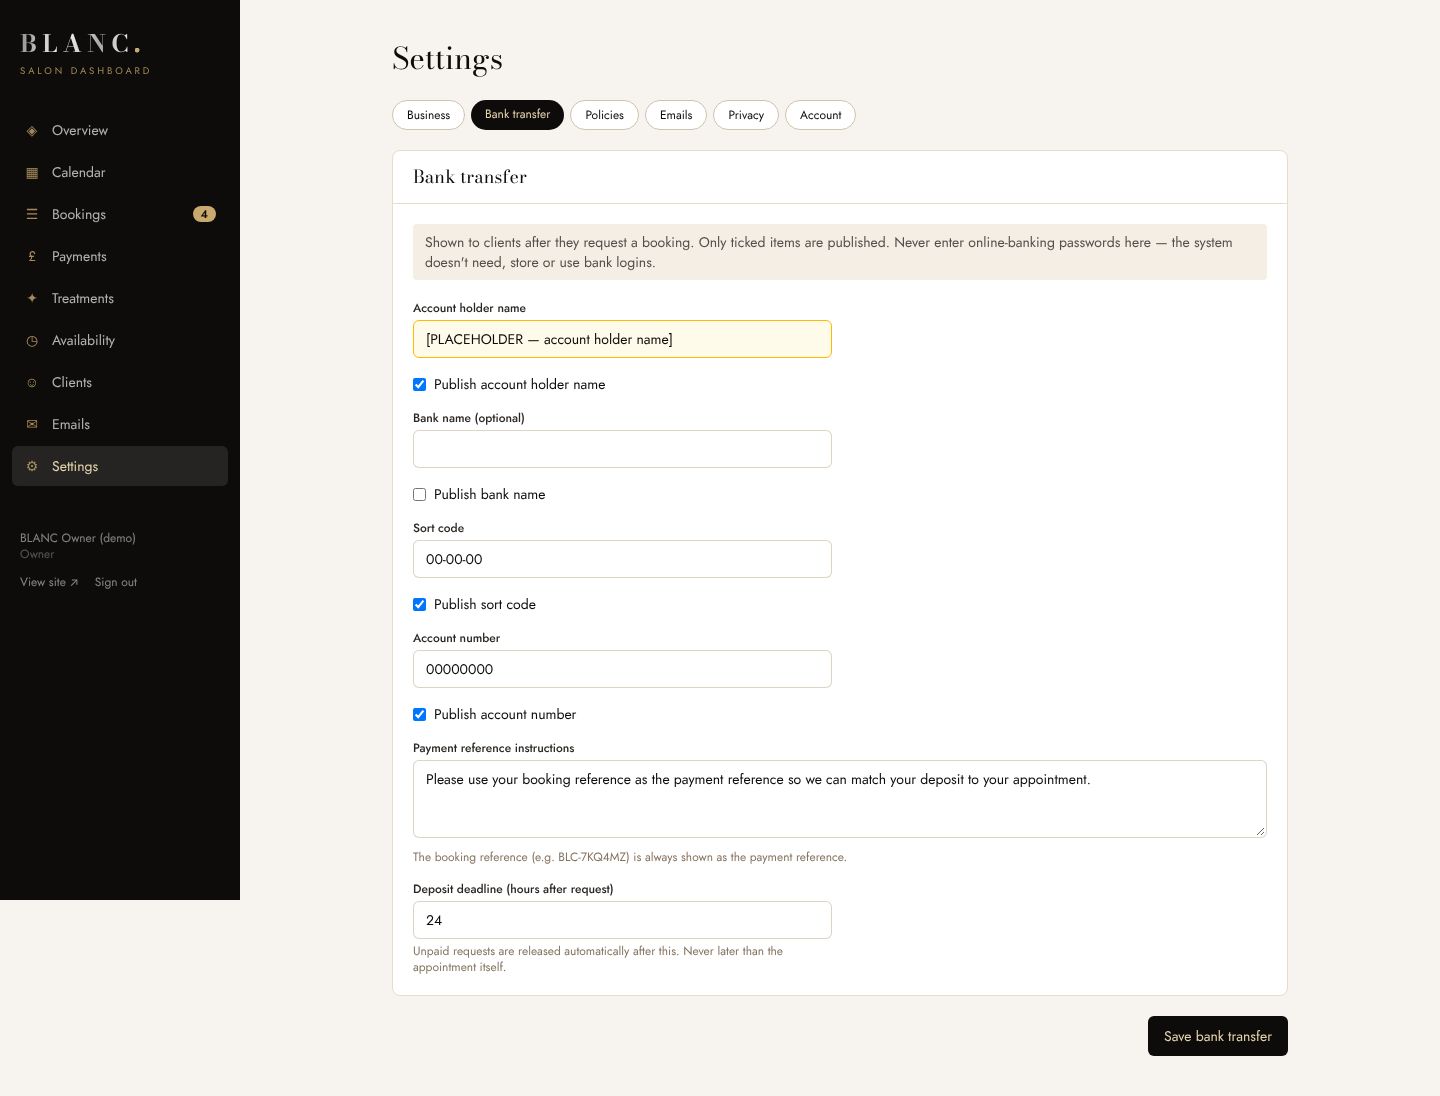 BLANC.
SALON DASHBOARD
Overview
Calendar
Bookings
4
£
Payments
Treatments
Availability
Clients
Emails
Settings
BLANC Owner (demo)
Owner
View site ↗
Sign out
Settings
Business
Bank transfer
Policies
Emails
Privacy
Account
Bank transfer
Shown to clients after they request a booking. Only ticked items are published. Never enter online-banking passwords here — the system
doesn't need, store or use bank logins.
Account holder name
[PLACEHOLDER — account holder name]
Publish account holder name
Bank name (optional)
Publish bank name
Sort code
00-00-00
Publish sort code
Account number
00000000
Publish account number
Payment reference instructions
Please use your booking reference as the payment reference so we can match your deposit to your appointment.
The booking reference (e.g. BLC-7KQ4MZ) is always shown as the payment reference.
Deposit deadline (hours after request)
24
Unpaid requests are released automatically after this. Never later than the
appointment itself.
Save bank transfer